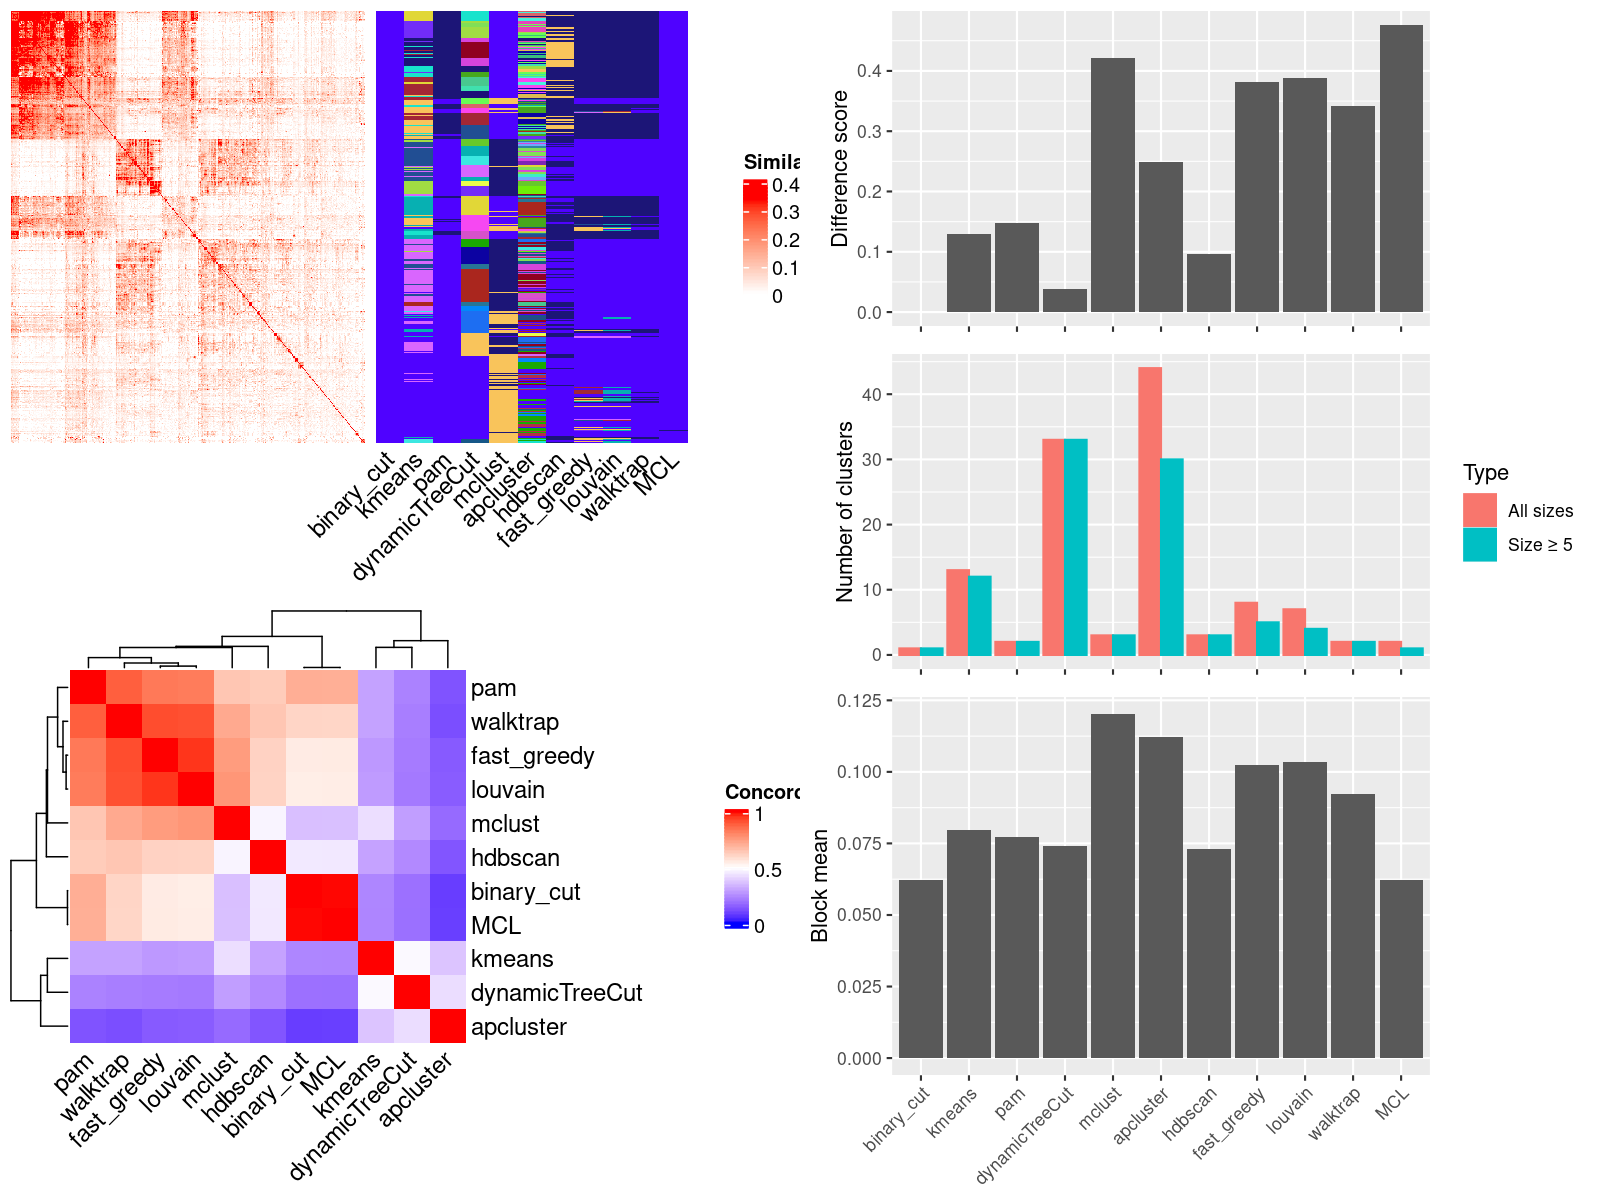 Simila
0.4
0.3
0.2
0.1
0
binary_cut
kmeans
pam
dynamicTreeCut
mclust
apcluster
hdbscan
fast_greedy
louvain
walktrap
MCL
Difference score
0.4
0.3
0.2
0.1
0.0
Number of clusters
40
30
20
10
0
Type
All sizes
Size ≥ 5
pam
walktrap
fast_greedy
louvain
mclust
hdbscan
binary_cut
MCL
kmeans
dynamicTreeCut
apcluster
pam
walktrap
fast_greedy
louvain
mclust
hdbscan
binary_cut
MCL
kmeans
dynamicTreeCut
apcluster
Concord
1
0.5
0
Block mean
0.125
0.100
0.075
0.050
0.025
0.000
binary_cut
kmeans
pam
dynamicTreeCut
mclust
apcluster
hdbscan
fast_greedy
louvain
walktrap
MCL